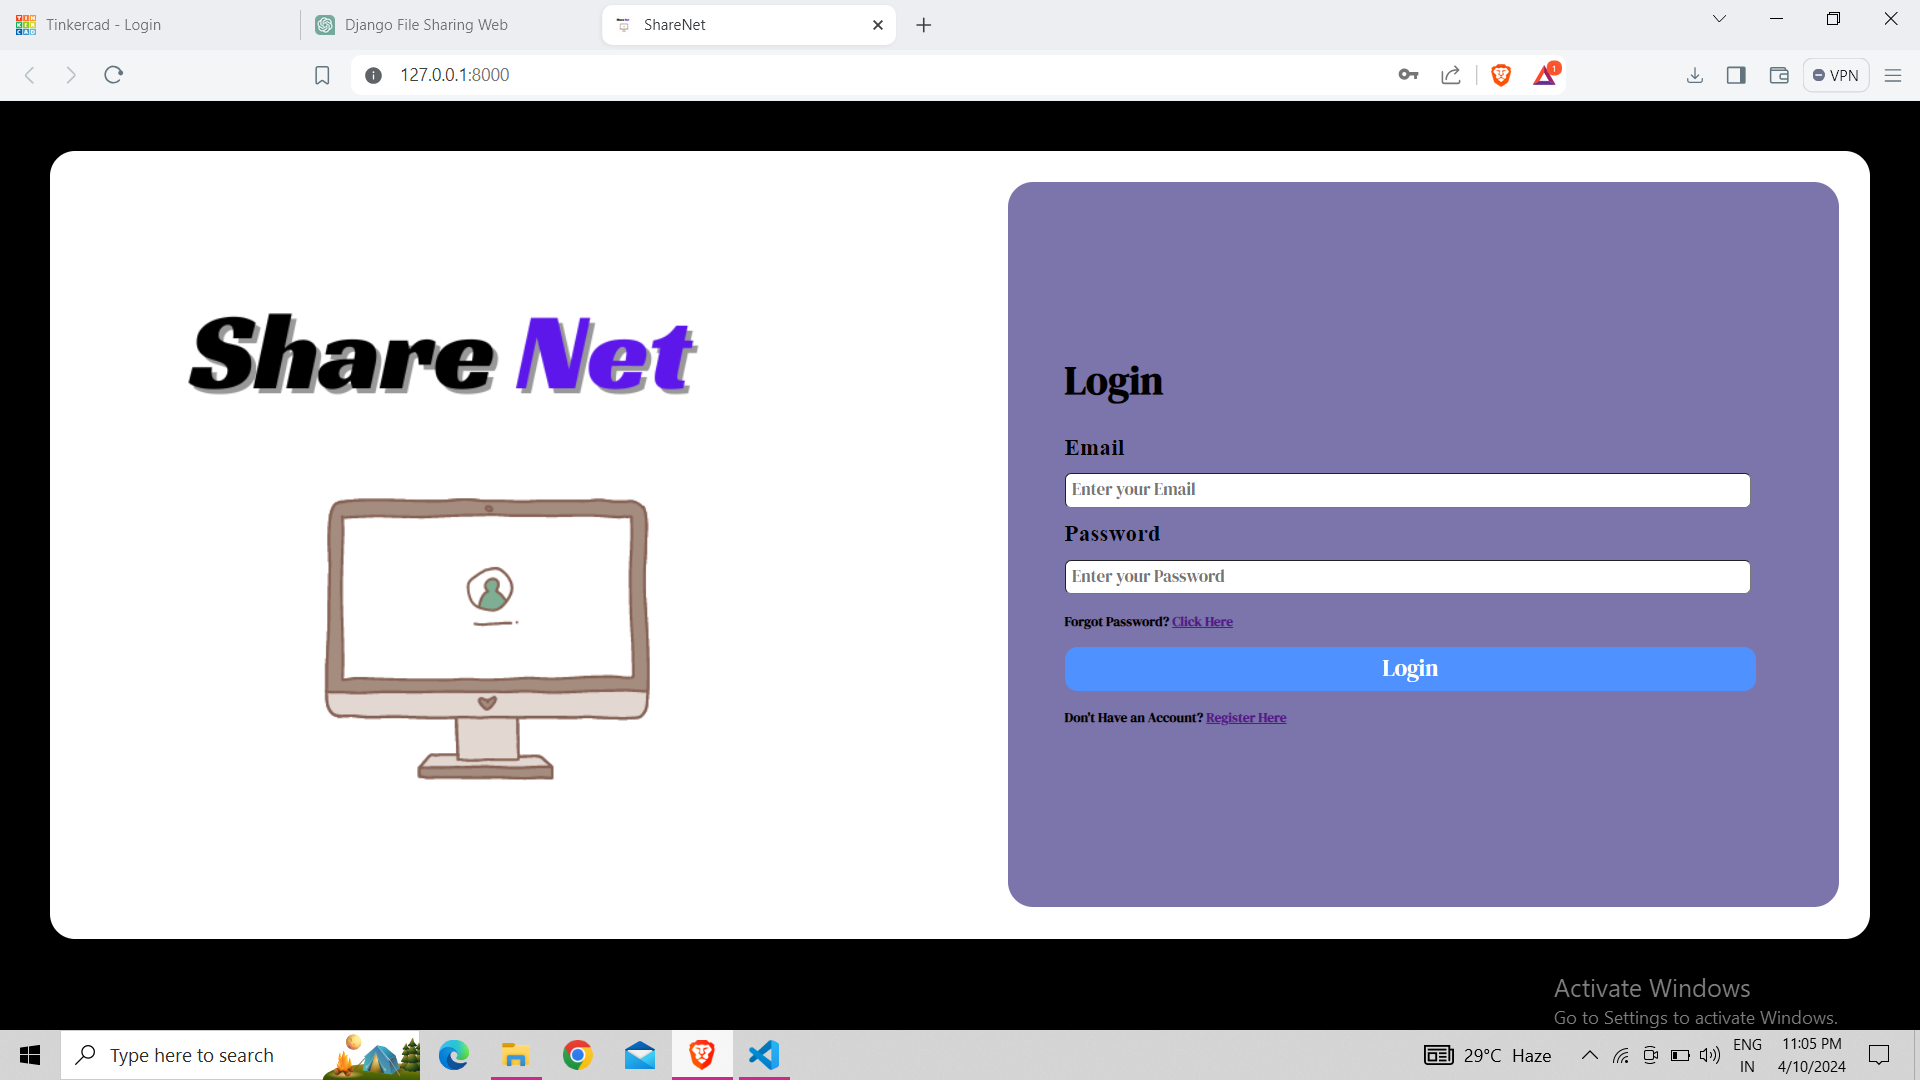 Tinkercad - Login
Django File Sharing Web
ShareNet
127.0.0.1:8000
1
VPN
Share Net
Login
Email
Enter your Email
Password
Enter your Password
Forgot Password? Click Here
Login
Don't Have an Account? Register Here
Activate Windows
Go to Settings to activate Windows.
Type here to search
29°C Haze
ENG
IN
11:05 PM
4/10/2024